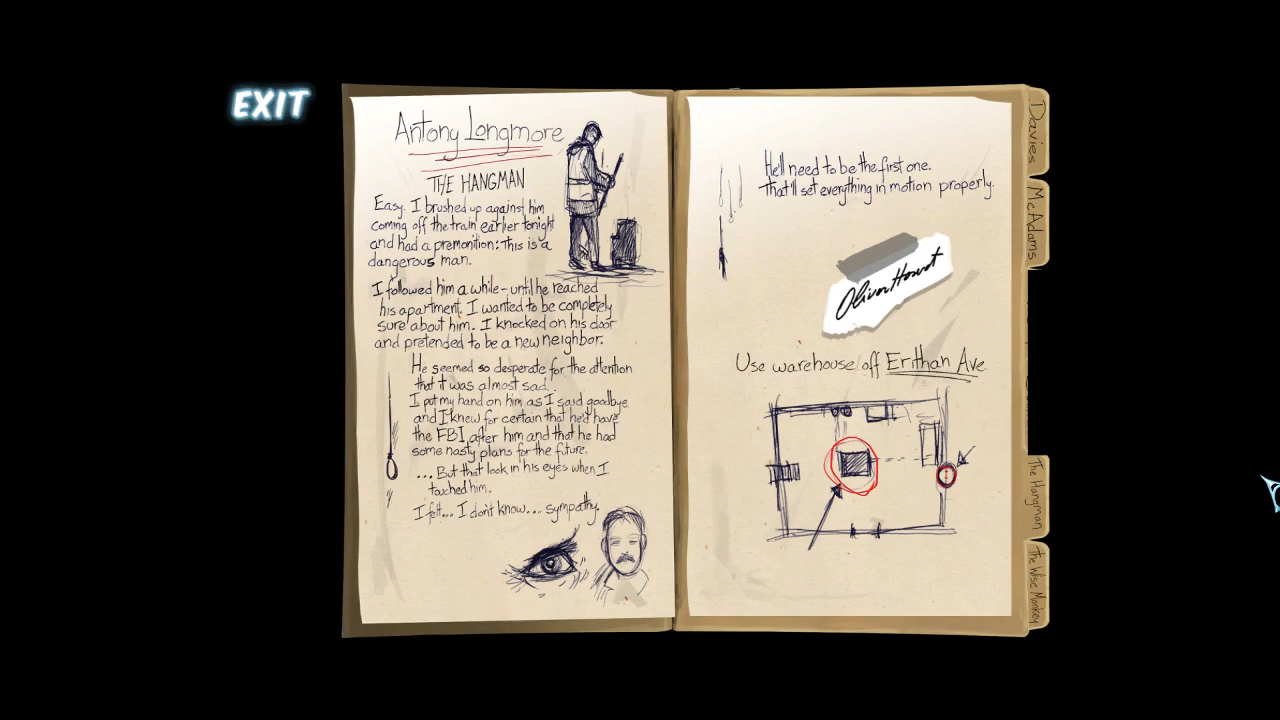 EXIT
Antony Longmore
THE HANGMAN
Easy. I brushed up against him
coming off the train earlier tonight
and had a premonition: this is a
dangerous man.
I followed him a while - until he reached
his apartment. I wanted to be completely
sure about him. I knocked on his door
and pretended to be a new neighbor.
He seemed so desperate for the attention
that it was almost sad.
I put my hand on him as I said goodbye
and I knew for certain that he'd have
the FBI after him and that he had
some nasty plans for the future.
... But that look in his eyes when I
touched him.
I felt... I don't know... sympathy.
He'll need to be the first one.
That'll set everything in motion properly.
Oliver
Use warehouse off Erithan Ave
Davies
McAdams
The Hangman
The Wise Monkey